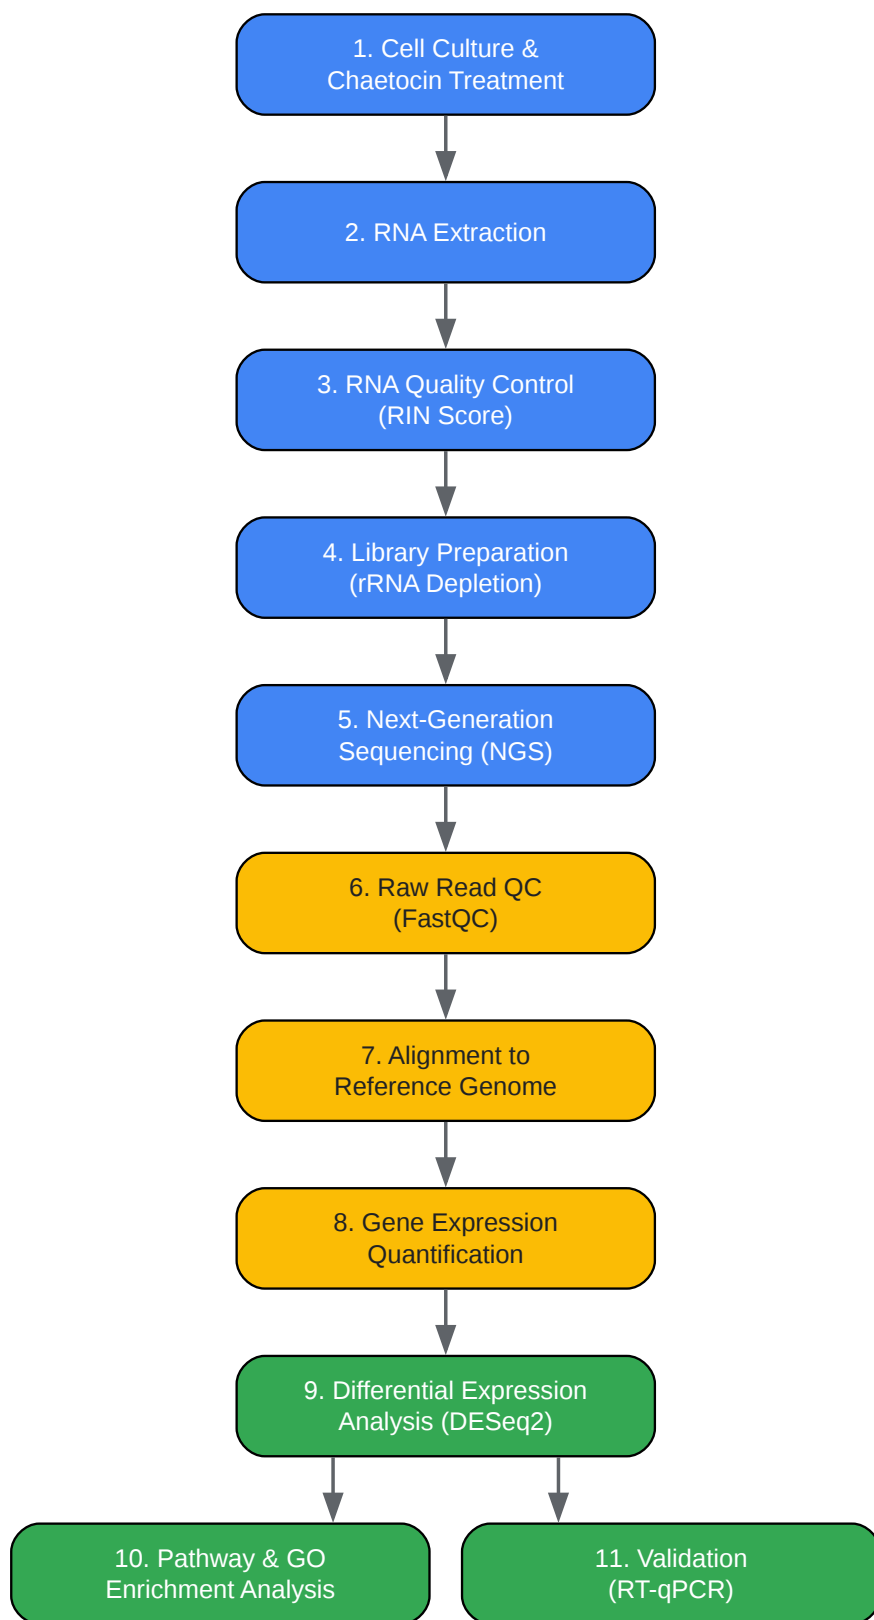 1. Cell Culture &
Chaetocin Treatment
2. RNA Extraction
3. RNA Quality Control
(RIN Score)
4. Library Preparation
(rRNA Depletion)
5. Next-Generation
Sequencing (NGS)
6. Raw Read QC
(FastQC)
7. Alignment to
Reference Genome
8. Gene Expression
Quantification
9. Differential Expression
Analysis (DESeq2)
10. Pathway & GO
Enrichment Analysis
11. Validation
(RT-qPCR)